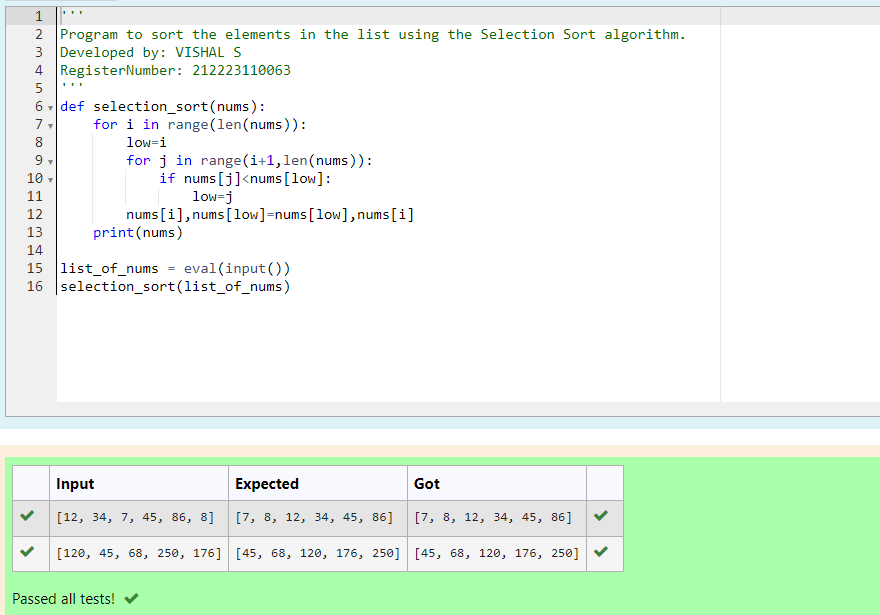 1 '''
2 Program to sort the elements in the list using the Selection Sort algorithm.
3 Developed by: VISHAL S
4 RegisterNumber: 212223110063
5 '''
6 def selection_sort(nums):
7     for i in range(len(nums)):
8         low=i
9         for j in range(i+1,len(nums)):
10             if nums[j]<nums[low]:
11                 low=j
12         nums[i],nums[low]=nums[low],nums[i]
13     print(nums)
14
15 list_of_nums = eval(input())
16 selection_sort(list_of_nums)
Input Expected Got
[12, 34, 7, 45, 86, 8] [7, 8, 12, 34, 45, 86] [7, 8, 12, 34, 45, 86]
[120, 45, 68, 250, 176] [45, 68, 120, 176, 250] [45, 68, 120, 176, 250]
Passed all tests!